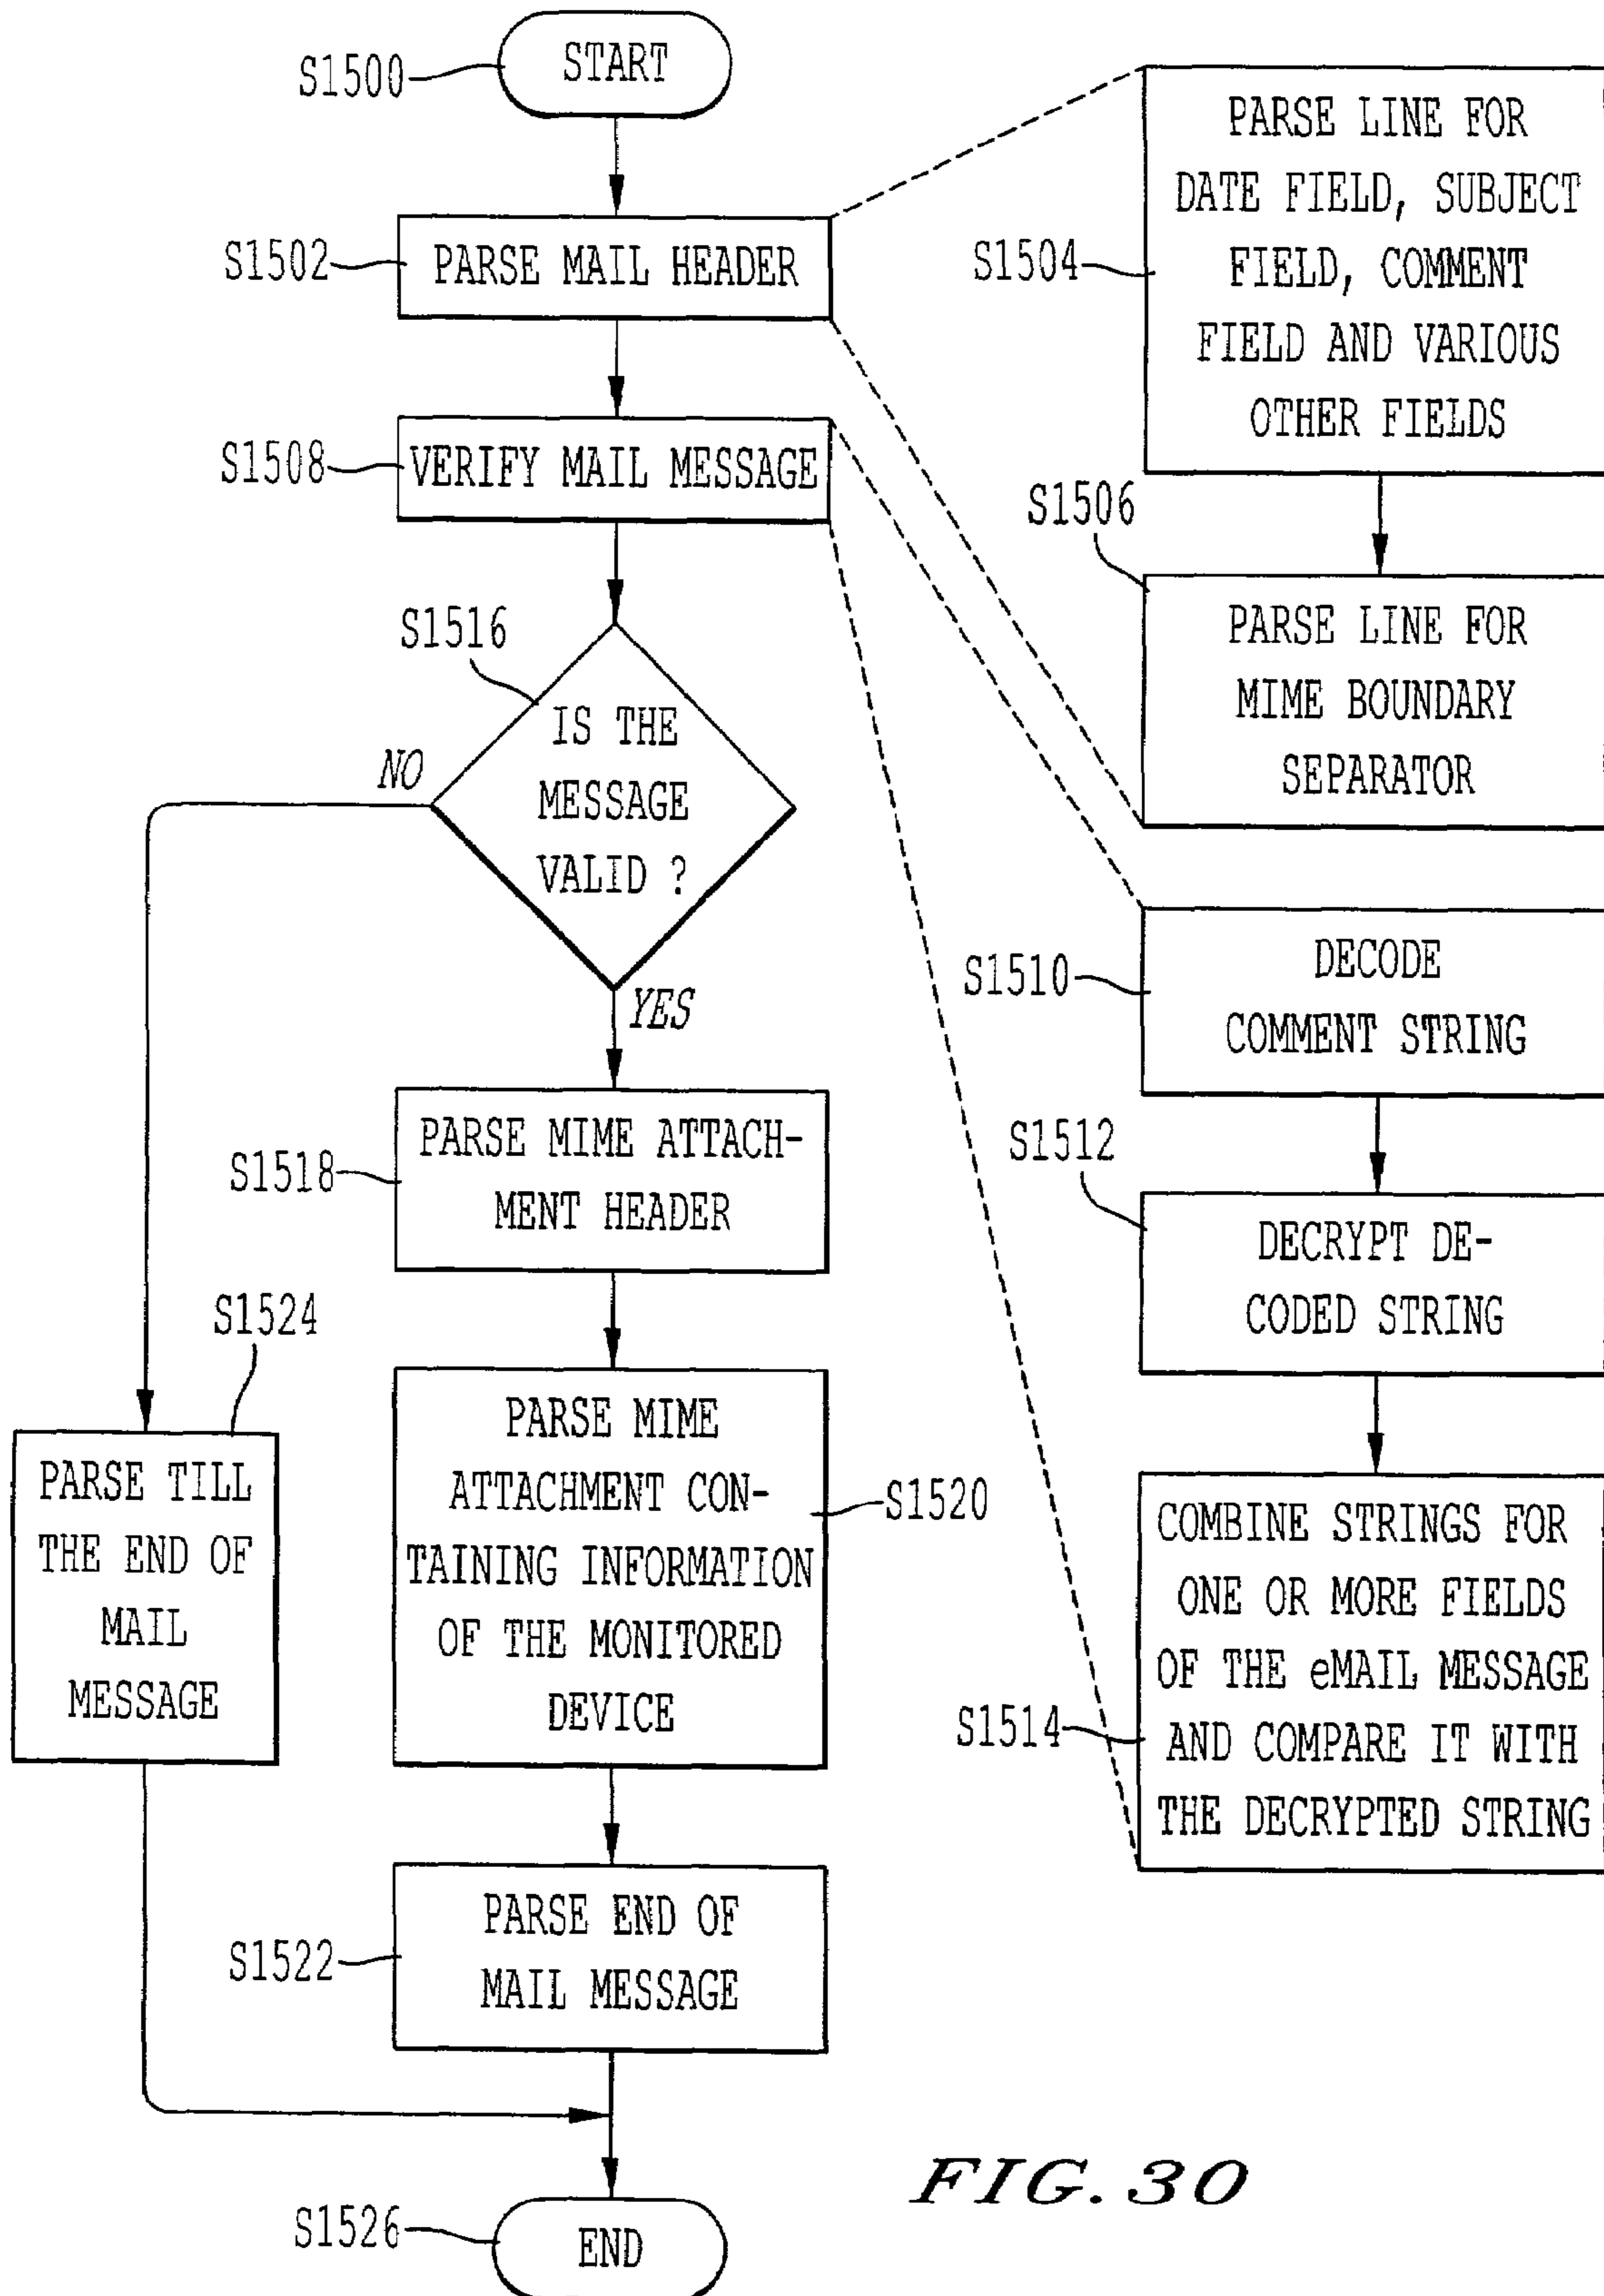 S1500
START
S1502
PARSE MAIL HEADER
S1508
VERIFY MAIL MESSAGE
S1516
IS THE
MESSAGE
VALID ?
NO
YES
S1518
PARSE MIME ATTACH-
MENT HEADER
S1524
PARSE TILL
THE END OF
MAIL
MESSAGE
PARSE MIME
ATTACHMENT CON-
TAINING INFORMATION
OF THE MONITORED
DEVICE
S1520
S1522
PARSE END OF
MAIL MESSAGE
S1526
END
S1504
PARSE LINE FOR
DATE FIELD, SUBJECT
FIELD, COMMENT
FIELD AND VARIOUS
OTHER FIELDS
S1506
PARSE LINE FOR
MIME BOUNDARY
SEPARATOR
S1510
DECODE
COMMENT STRING
S1512
DECRYPT DE-
CODED STRING
S1514
COMBINE STRINGS FOR
ONE OR MORE FIELDS
OF THE eMAIL MESSAGE
AND COMPARE IT WITH
THE DECRYPTED STRING
FIG. 30